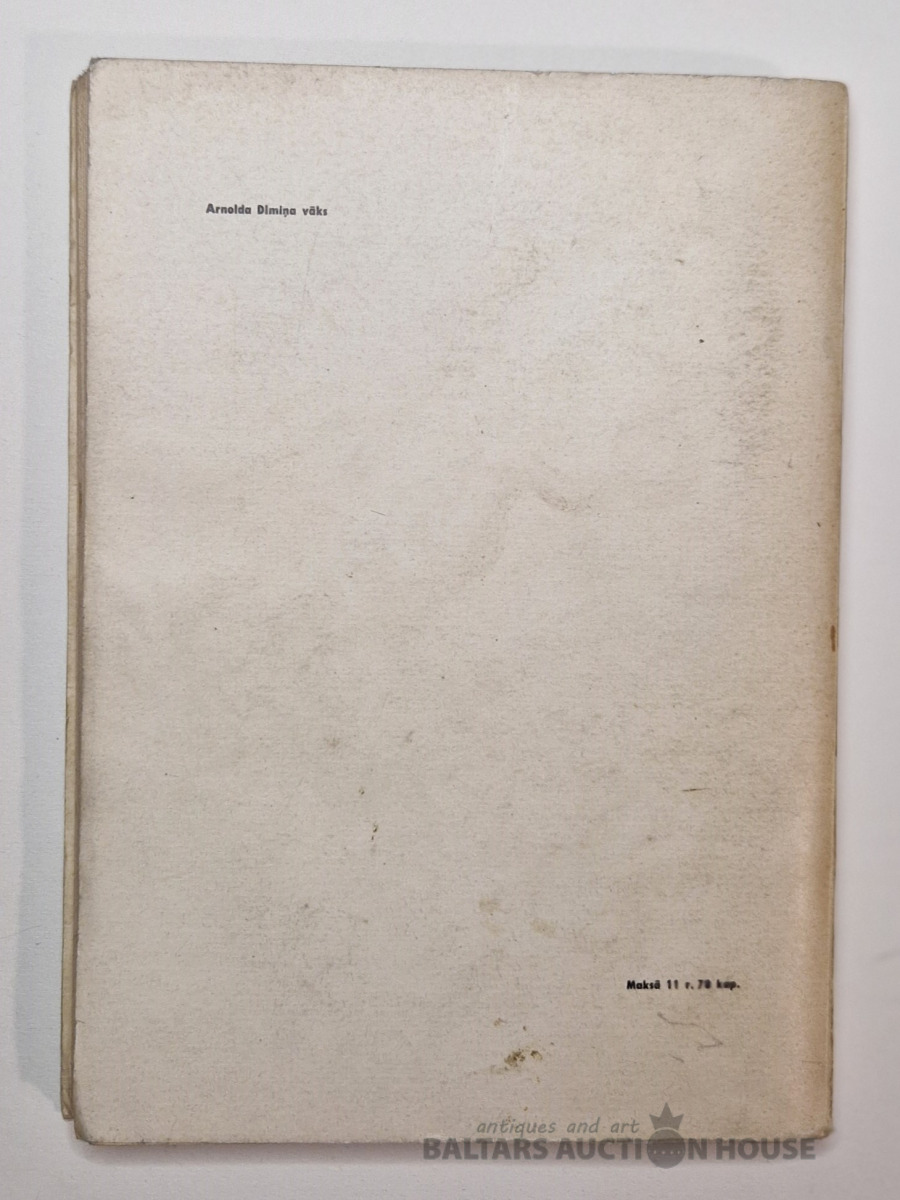 Arnolda Dimiņa vāks
Maksā 11 r. 70 kap.
antiques and art
BALTARS AUCTION HOUSE